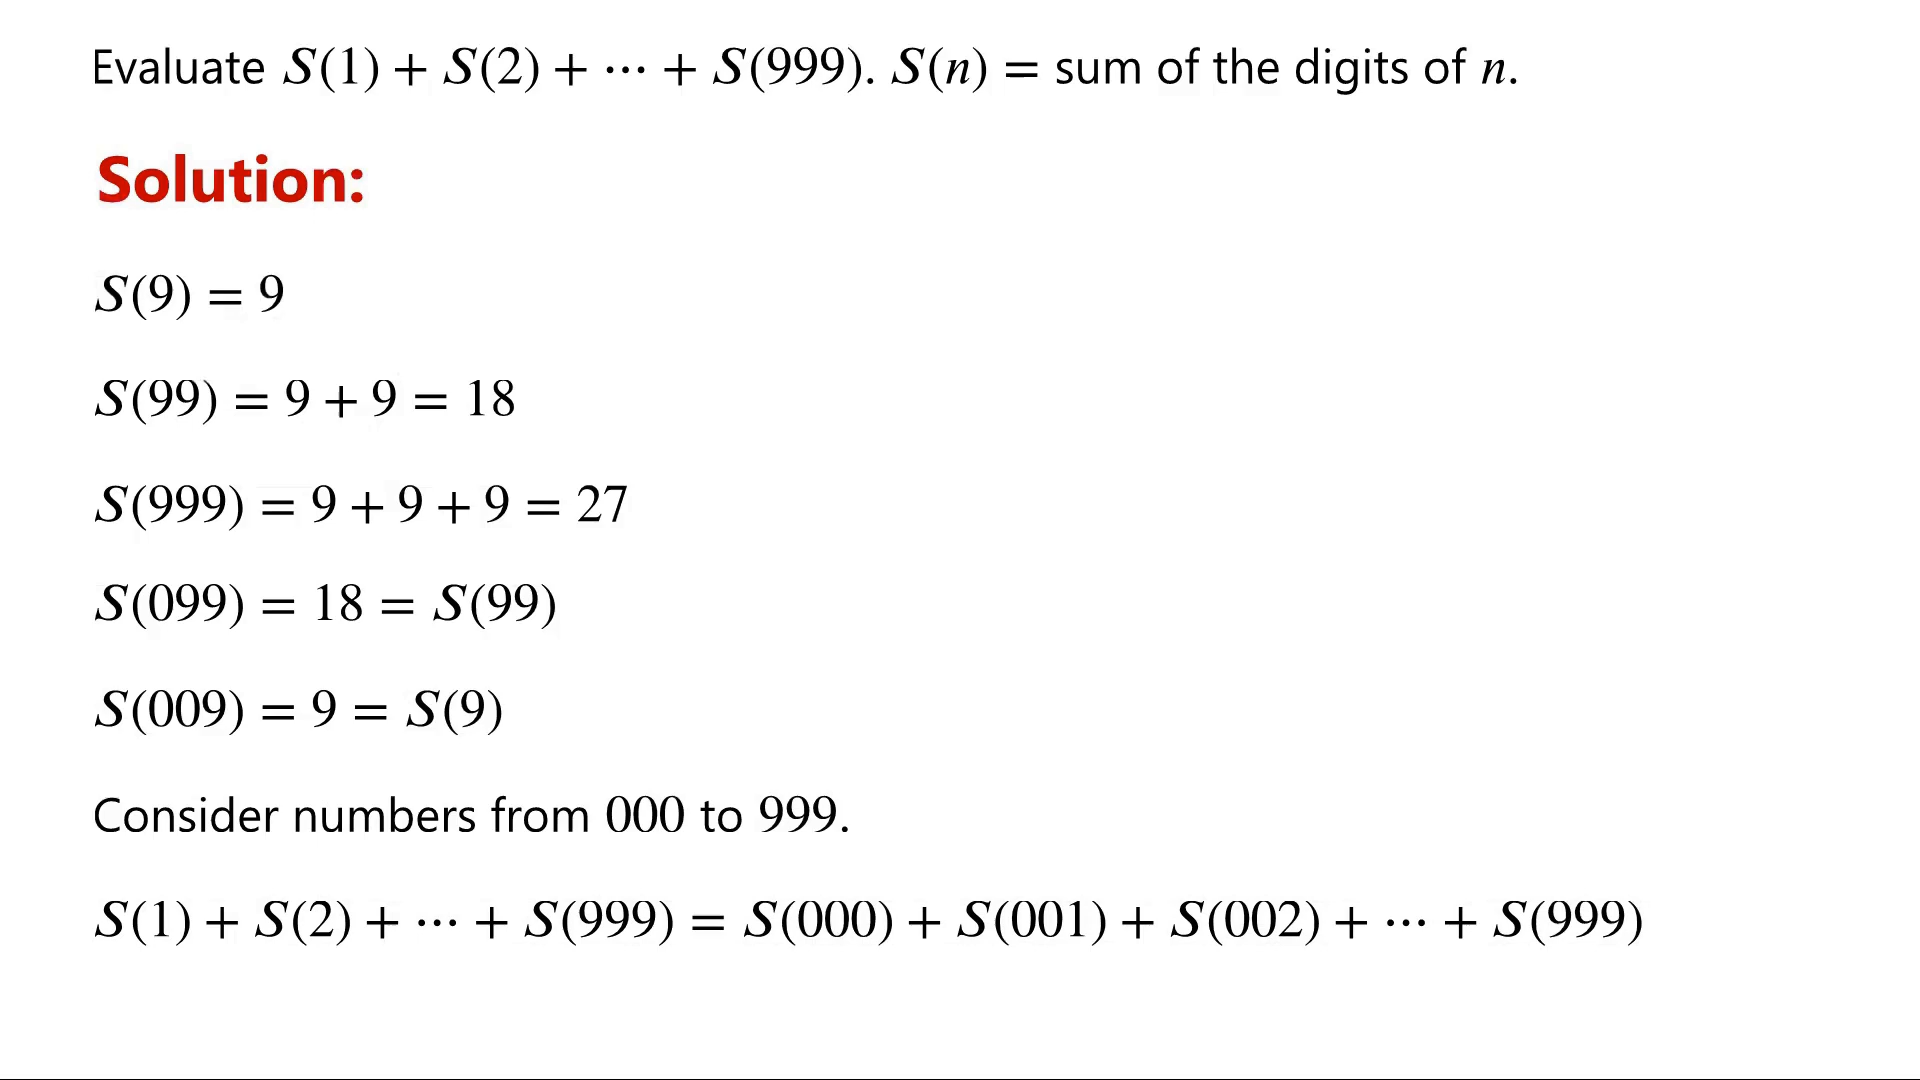 Evaluate S(1) + S(2) + ⋯ + S(999). S(n) = sum of the digits of n.
Solution:
S(9) = 9
S(99) = 9 + 9 = 18
S(999) = 9 + 9 + 9 = 27
S(099) = 18 = S(99)
S(009) = 9 = S(9)
Consider numbers from 000 to 999.
S(1) + S(2) + ⋯ + S(999) = S(000) + S(001) + S(002) + ⋯ + S(999)